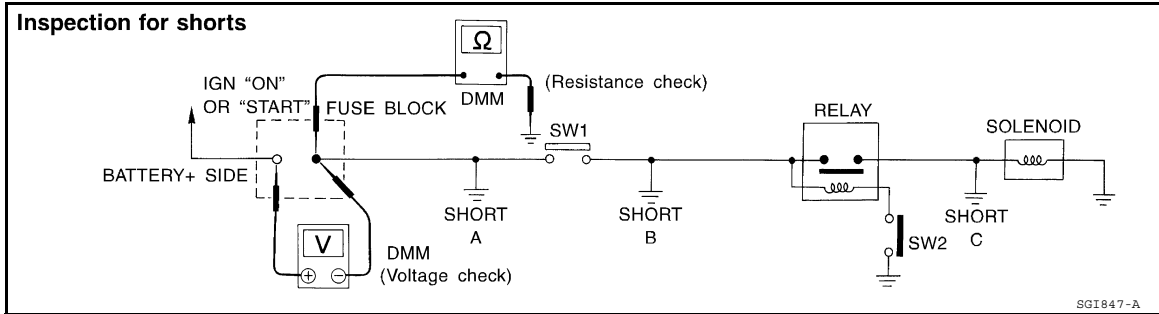 Inspection for shorts
Ω
IGN “ON”
OR “START”
FUSE BLOCK
DMM
(Resistance check)
SW1
RELAY
SOLENOID
BATTERY+ SIDE
SHORT
A
SHORT
B
SHORT
C
SW2
V
+ −
DMM
(Voltage check)
SGI847-A